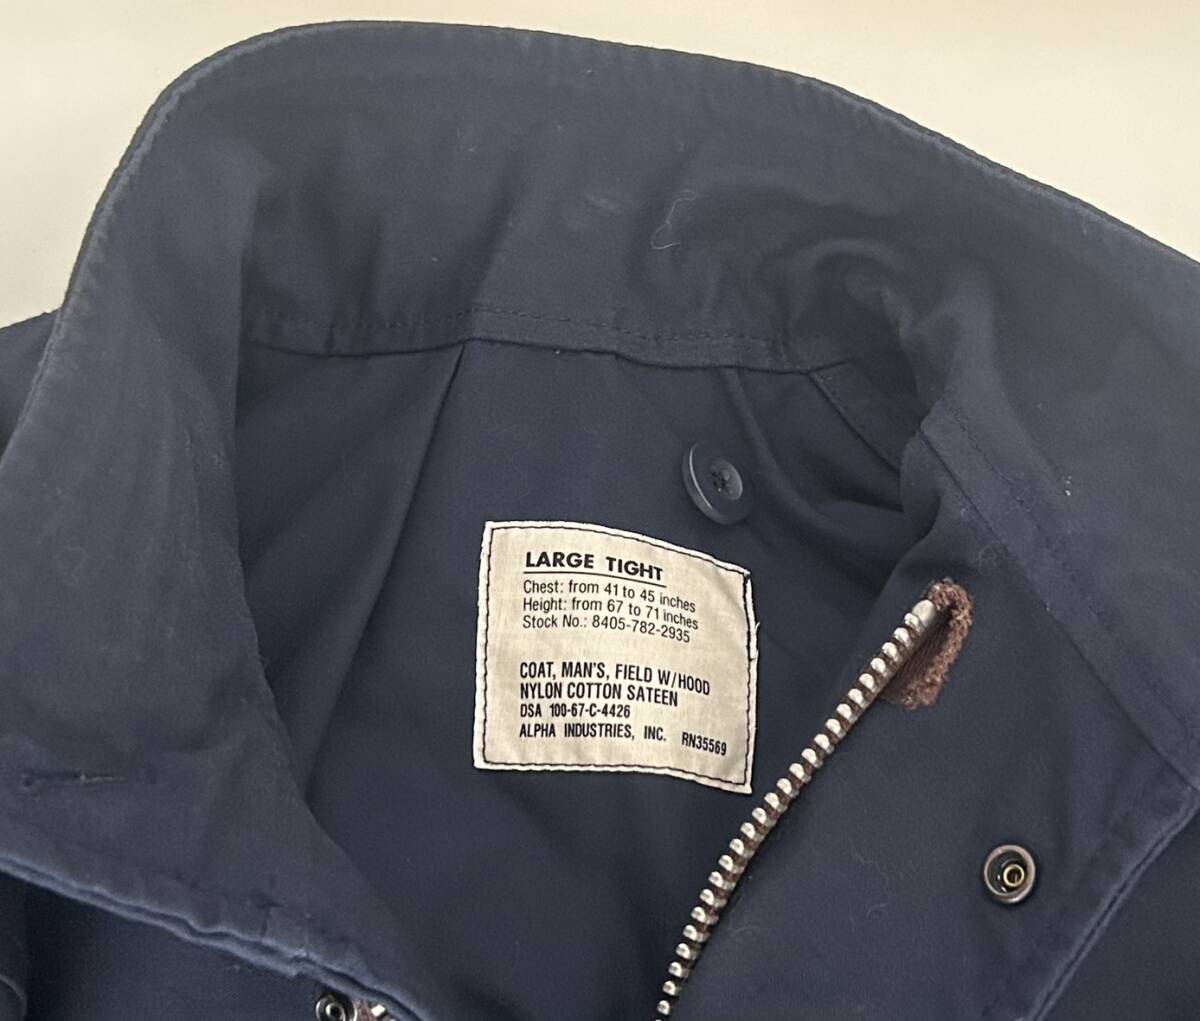 LARGE TIGHT
Chest: from 41 to 45 inches
Height: from 67 to 71 inches
Stock No.: 8405-782-2935
COAT, MAN'S, FIELD W/HOOD
NYLON COTTON SATEEN
DSA 100-67-C-4426
ALPHA INDUSTRIES, INC. RN35569